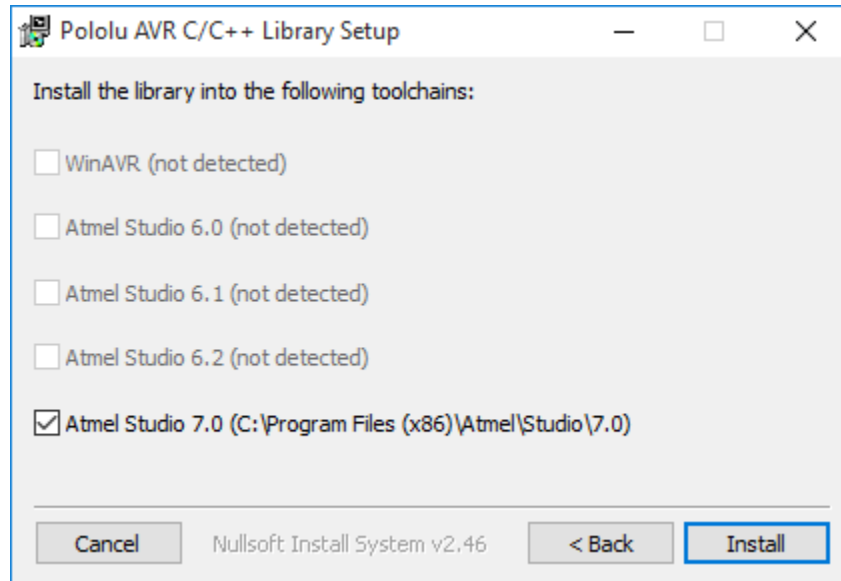 Pololu AVR C/C++ Library Setup
Install the library into the following toolchains:
WinAVR (not detected)
Atmel Studio 6.0 (not detected)
Atmel Studio 6.1 (not detected)
Atmel Studio 6.2 (not detected)
Atmel Studio 7.0 (C:\Program Files (x86)\Atmel\Studio\7.0)
Cancel Nullsoft Install System v2.46 < Back Install